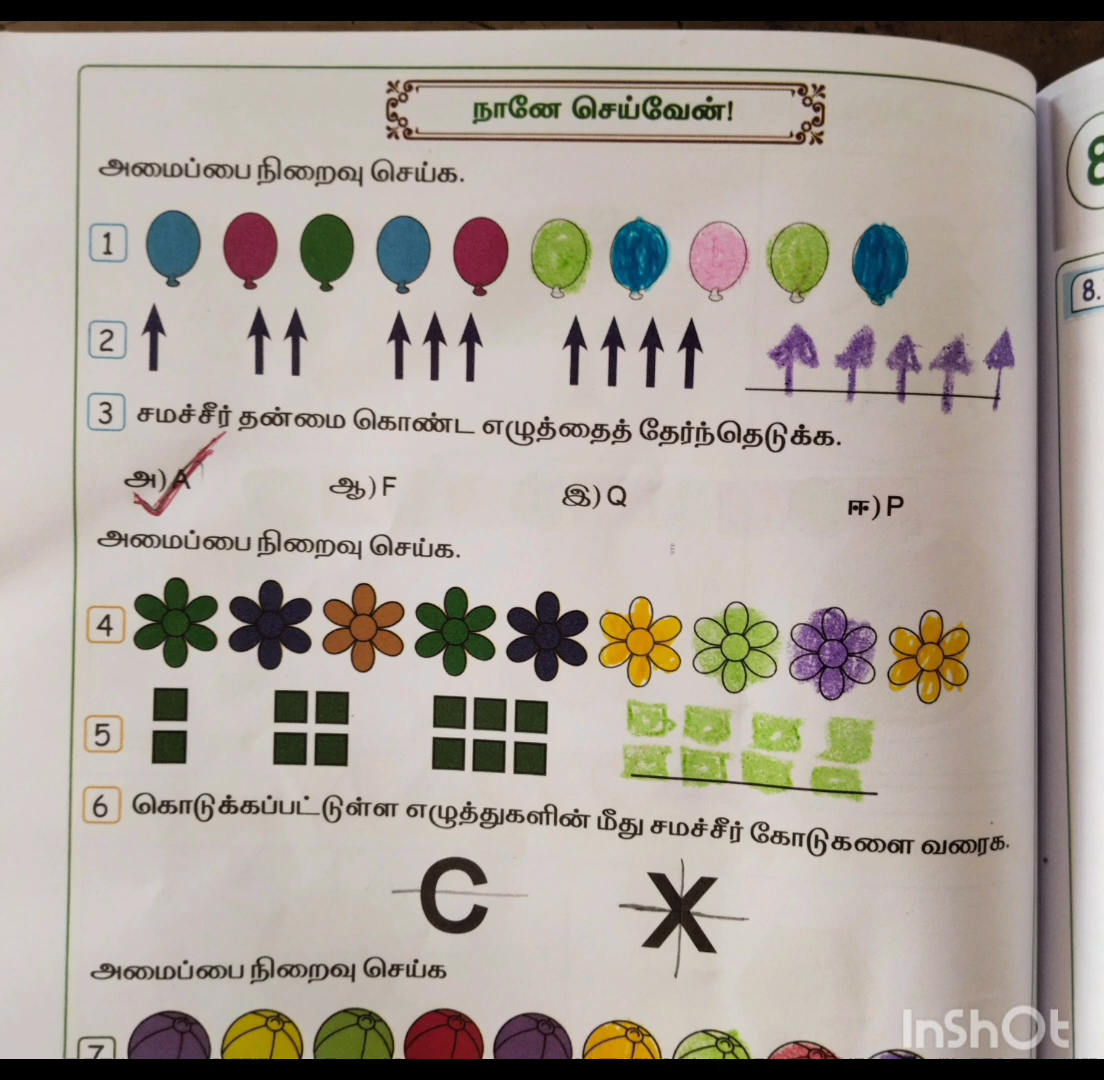 நானே செய்வேன்!
அமைப்பை நிறைவு செய்க.
1
2
3 சமச்சீர் தன்மை கொண்ட எழுத்தைத் தேர்ந்தெடுக்க.
அ) A ஆ) F இ) Q ஈ) P
அமைப்பை நிறைவு செய்க.
4
5
6 கொடுக்கப்பட்டுள்ள எழுத்துகளின் மீது சமச்சீர் கோடுகளை வரைக.
C X
அமைப்பை நிறைவு செய்க
7
8
8.
InShOt